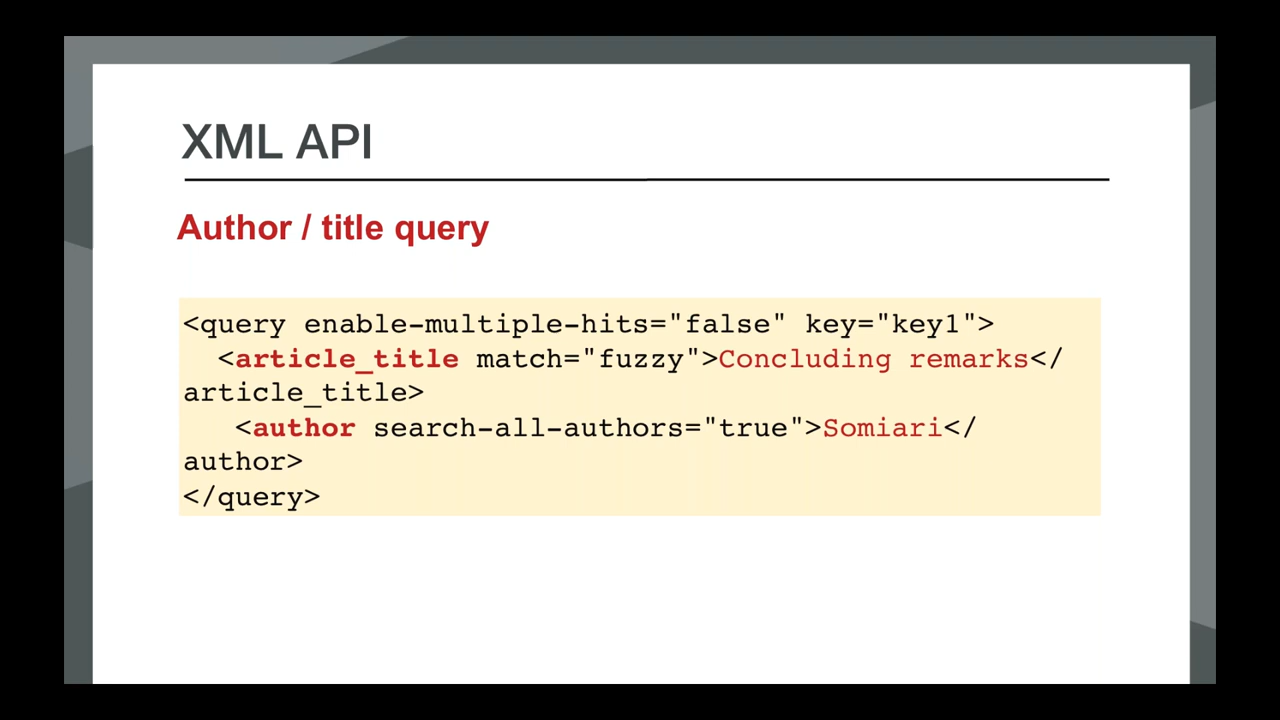 XML API
Author / title query
<query enable-multiple-hits="false" key="key1">
<article_title match="fuzzy">Concluding remarks</
article_title>
<author search-all-authors="true">Somiari</
author>
</query>